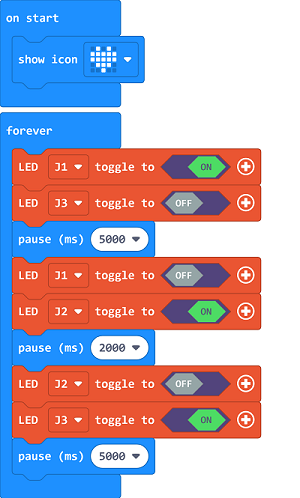 on start
show icon
forever
LED J1 toggle to ON
LED J3 toggle to OFF
pause (ms) 5000
LED J1 toggle to OFF
LED J2 toggle to ON
pause (ms) 2000
LED J2 toggle to OFF
LED J3 toggle to ON
pause (ms) 5000